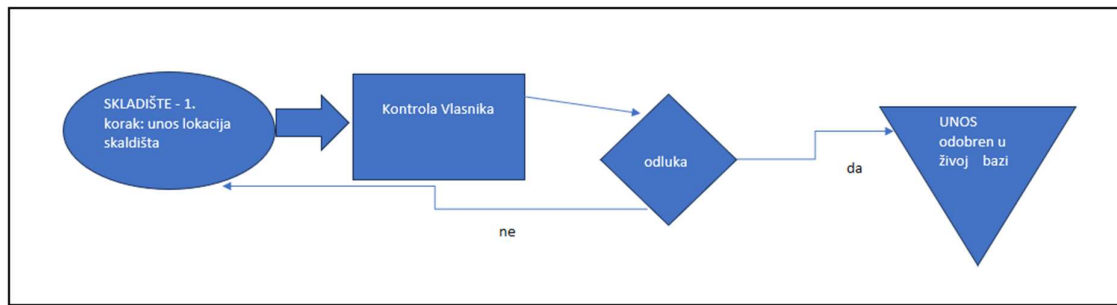 SKLADIŠTE - 1.
korak: unos lokacija
skaldišta
Kontrola Vlasnika
odluka
da
ne
UNOS
odobren u
živoj bazi